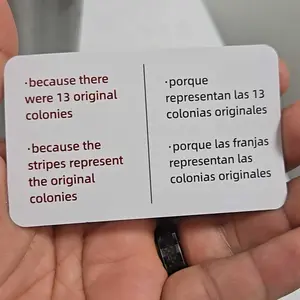 ·because there
were 13 original
colonies
·because the
stripes represent
the original
colonies
·porque
representan las 13
colonias originales
·porque las franjas
representan las
colonias originales